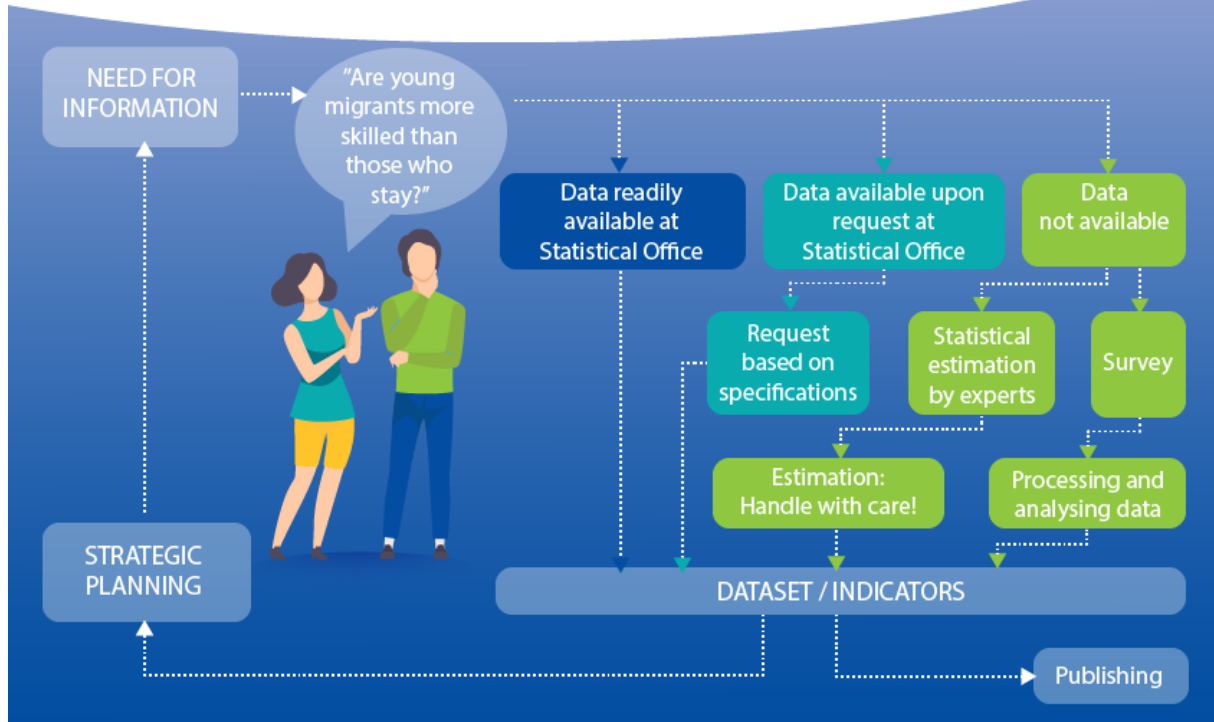 NEED FOR
INFORMATION
”Are young
migrants more
skilled than
those who
stay?”
Data readily
available at
Statistical Office
Data available upon
request at
Statistical Office
Data
not available
Request
based on
specifications
Statistical
estimation
by experts
Survey
Estimation:
Handle with care!
Processing and
analysing data
STRATEGIC
PLANNING
DATASET / INDICATORS
Publishing